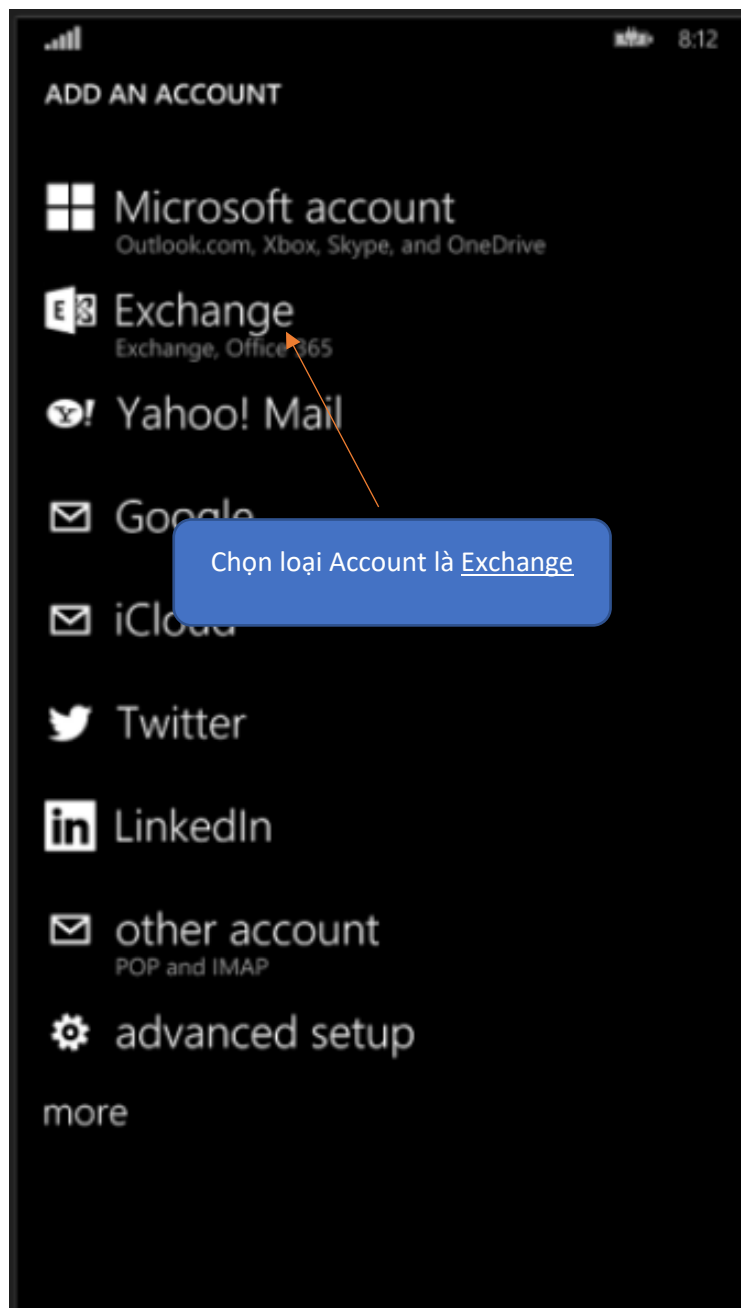 8:12
ADD AN ACCOUNT
Microsoft account
Outlook.com, Xbox, Skype, and OneDrive
E
Exchange
Exchange, Office 365
Y!
Yahoo! Mail
Google
Chọn loại Account là Exchange
iCloud
Twitter
in
LinkedIn
other account
POP and IMAP
advanced setup
more